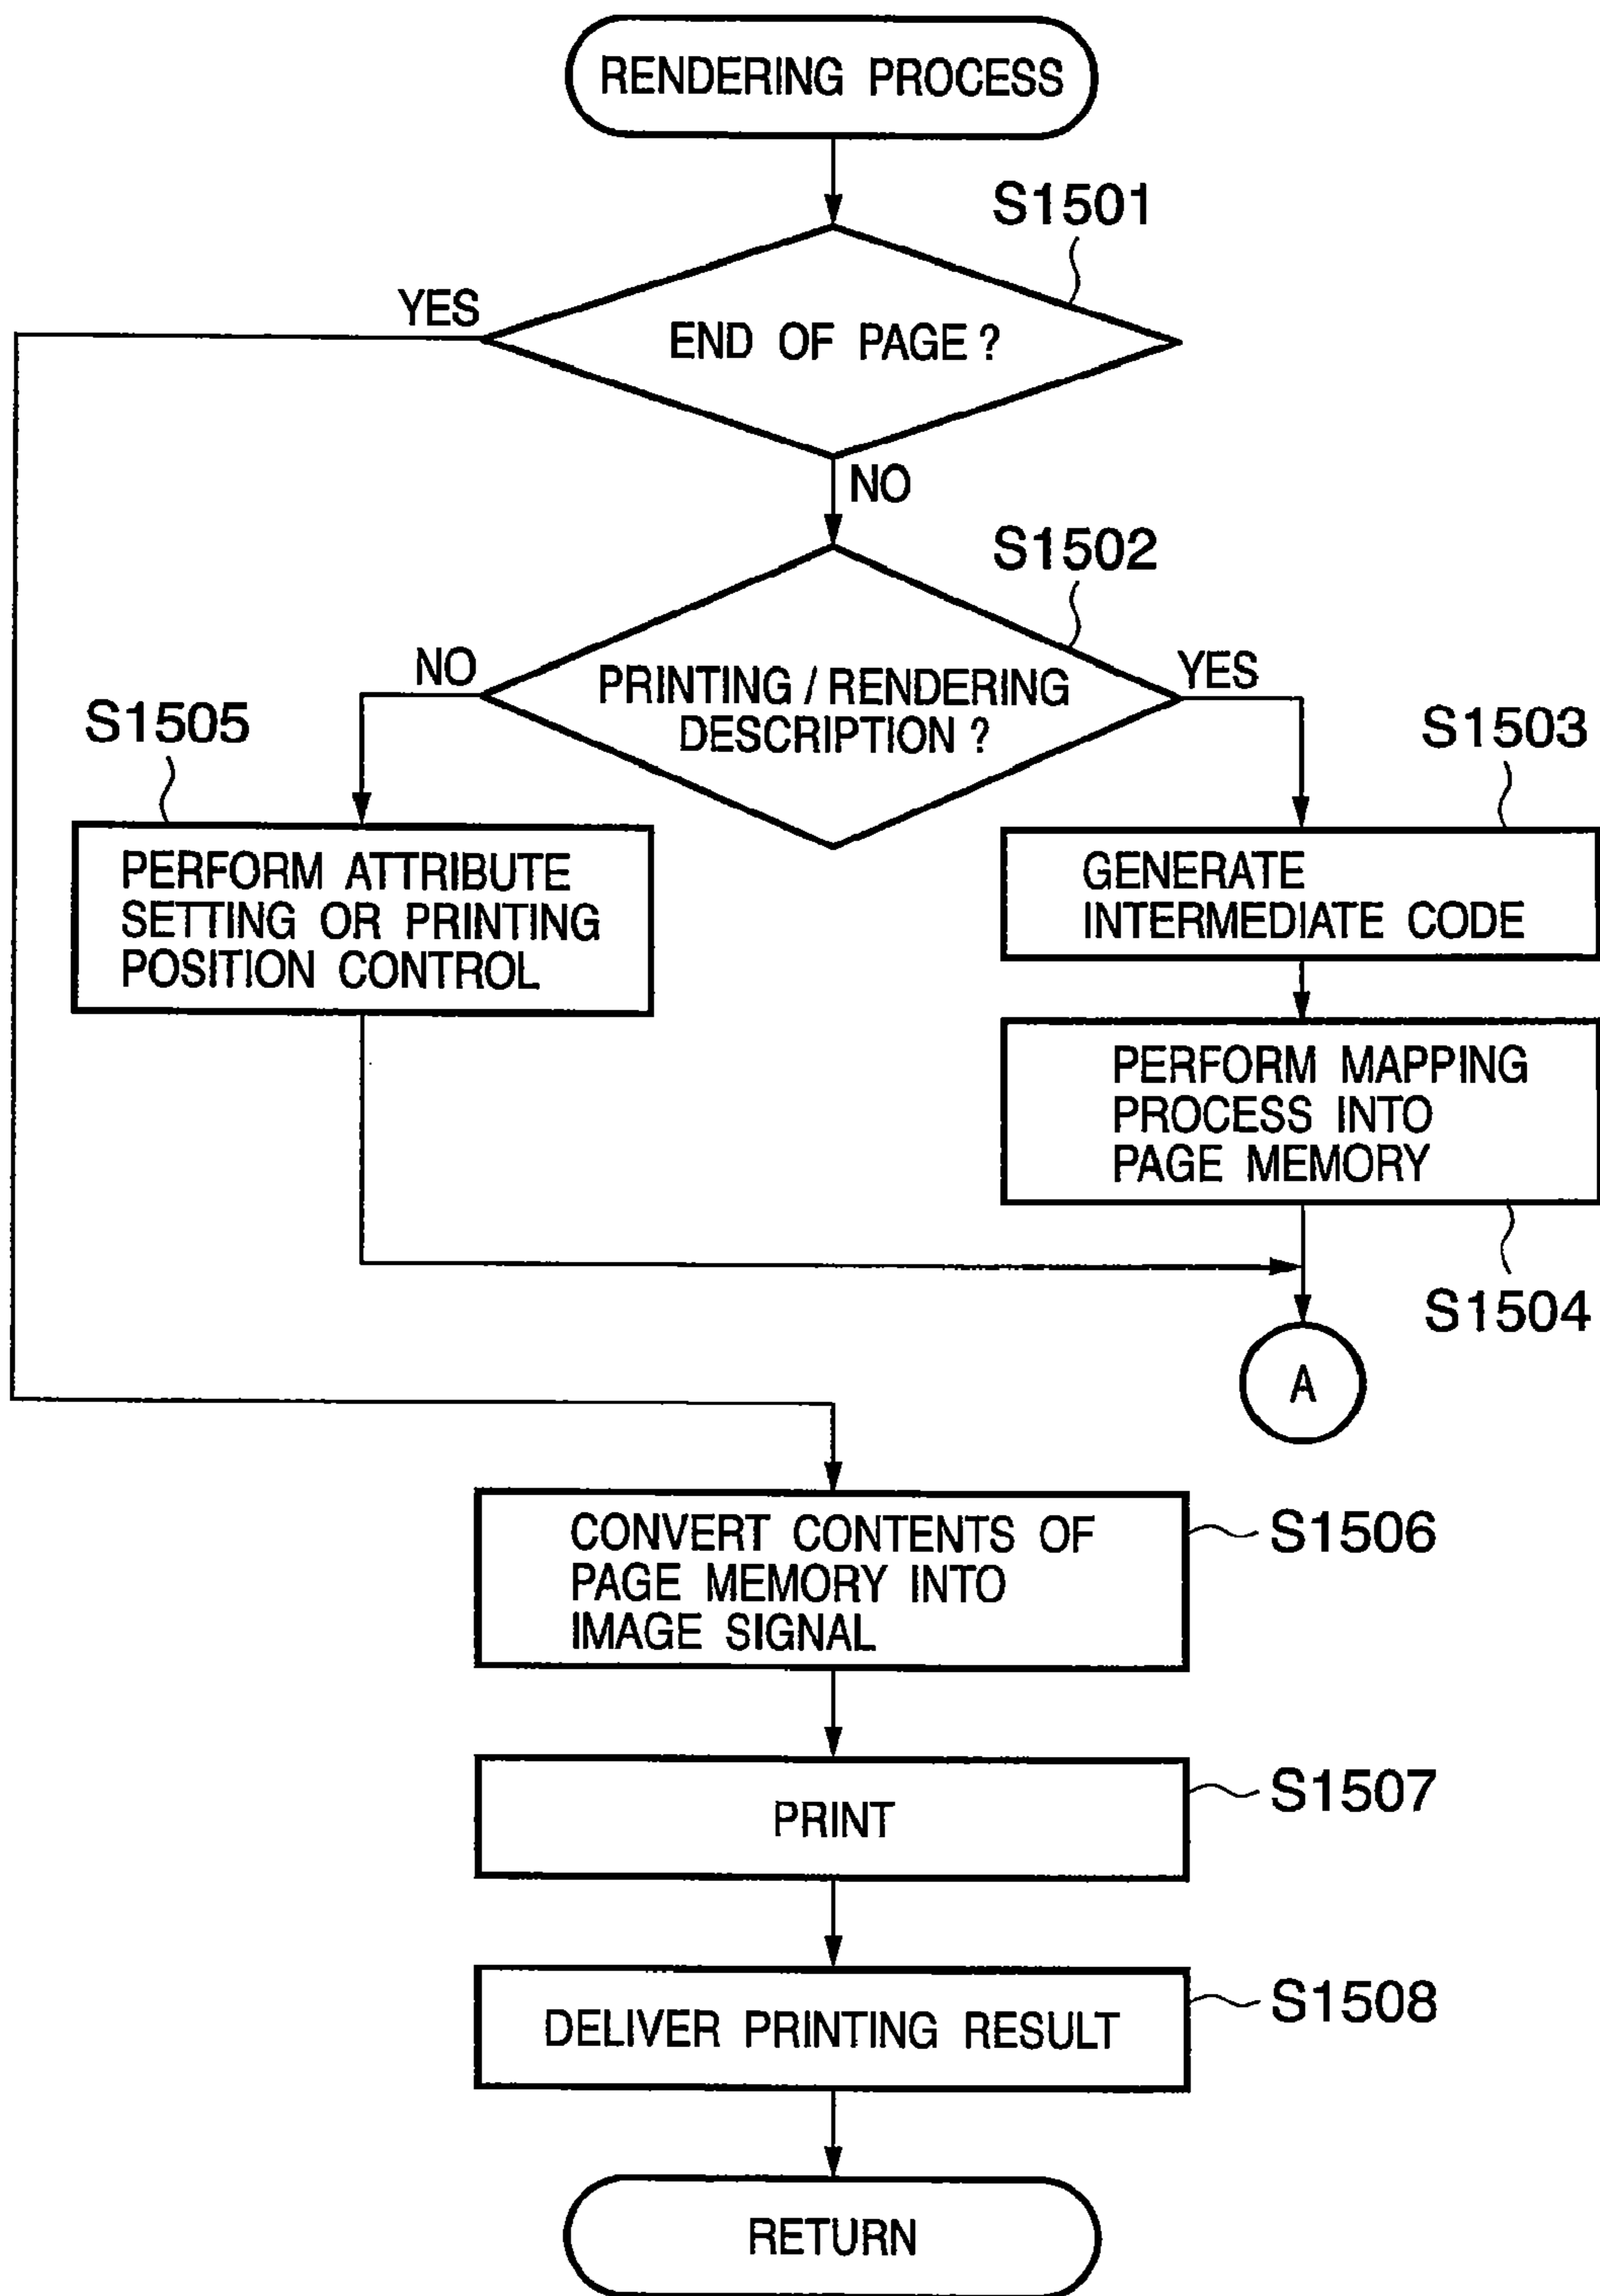 RENDERING PROCESS
S1501
YES
END OF PAGE ?
NO
S1502
NO
PRINTING / RENDERING
DESCRIPTION ?
YES
S1505
S1503
PERFORM ATTRIBUTE
SETTING OR PRINTING
POSITION CONTROL
GENERATE
INTERMEDIATE CODE
PERFORM MAPPING
PROCESS INTO
PAGE MEMORY
S1504
A
CONVERT CONTENTS OF
PAGE MEMORY INTO
IMAGE SIGNAL
S1506
PRINT
S1507
DELIVER PRINTING RESULT
S1508
RETURN